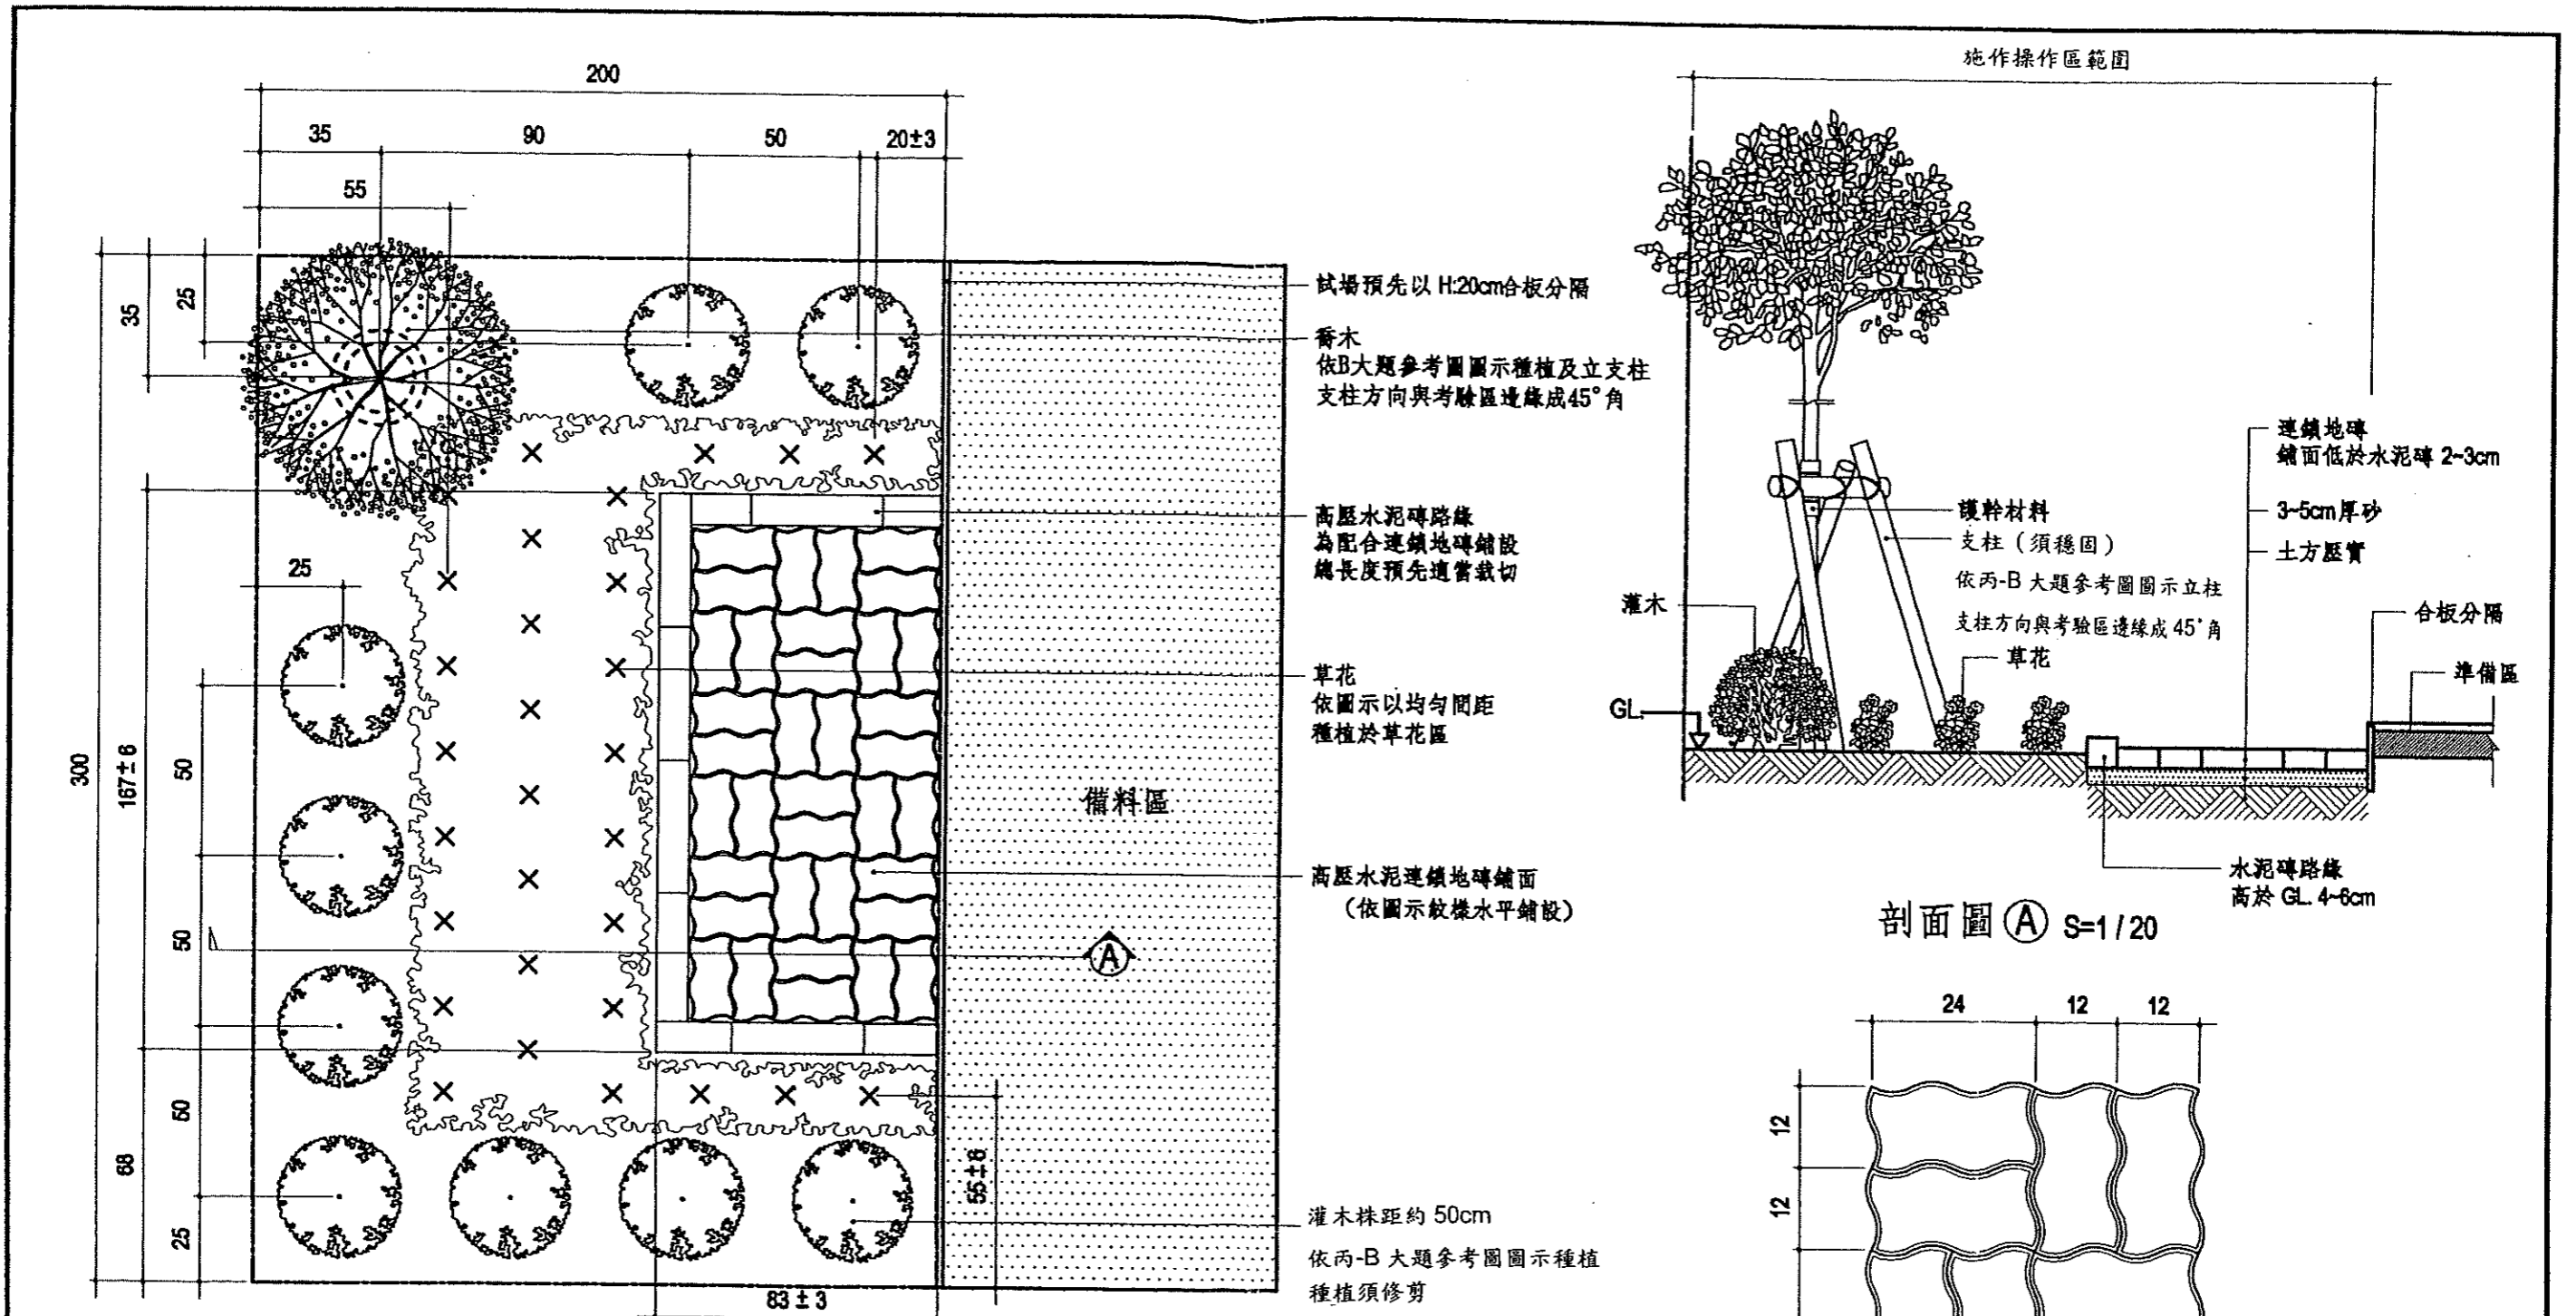 200
35
90
50
20±3
55
35
25
300
167±6
68
25
50
50
50
25
83±3
55±6
備料區
A
試場預先以 H:20cm合板分隔
喬木
依B大題參考圖圖示種植及立支柱
支柱方向與考驗區邊緣成45°角
高壓水泥磚路緣
為配合連鎖地磚鋪設
總長度預先適當裁切
草花
依圖示以均勻間距
種植於草花區
高壓水泥連鎖地磚鋪面
（依圖示紋樣水平鋪設）
灌木株距約 50cm
依丙-B 大題參考圖圖示種植
種植須修剪
施作操作區範圍
連鎖地磚
鋪面低於水泥磚 2~3cm
3~5cm厚砂
土方壓實
護幹材料
支柱（須穩固）
依丙-B 大題參考圖圖示立柱
支柱方向與考驗區邊緣成 45°角
灌木
草花
合板分隔
準備區
GL.
水泥磚路緣
高於 GL. 4~6cm
剖面圖 A S=1/20
24
12
12
12
12